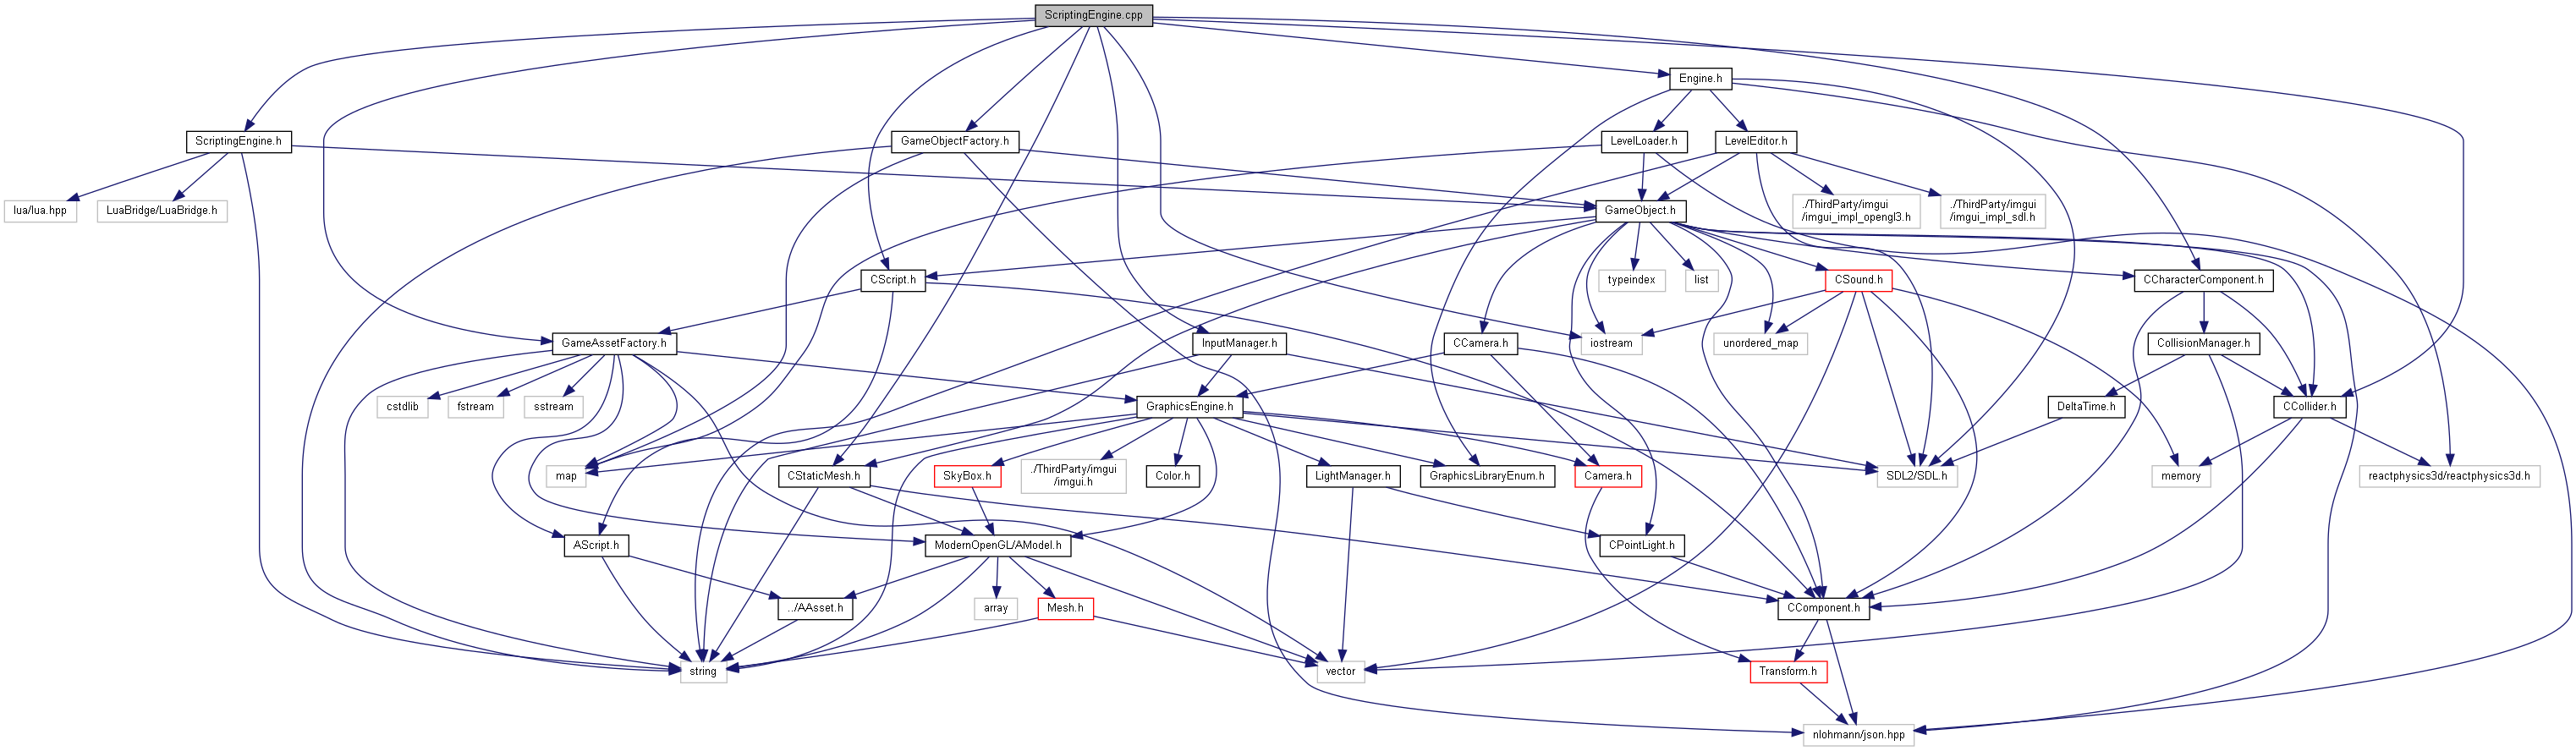 ScriptingEngine.cpp
Engine.h
ScriptingEngine.h
GameObjectFactory.h
LevelLoader.h
LevelEditor.h
lua/lua.hpp
LuaBridge/LuaBridge.h
GameObject.h
./ThirdParty/imgui
/imgui_impl_opengl3.h
./ThirdParty/imgui
/imgui_impl_sdl.h
CScript.h
typeindex
list
CSound.h
CCharacterComponent.h
GameAssetFactory.h
InputManager.h
CCamera.h
iostream
unordered_map
CollisionManager.h
cstdlib
fstream
sstream
GraphicsEngine.h
DeltaTime.h
CCollider.h
map
CStaticMesh.h
SkyBox.h
./ThirdParty/imgui
/imgui.h
Color.h
LightManager.h
GraphicsLibraryEnum.h
Camera.h
SDL2/SDL.h
memory
reactphysics3d/reactphysics3d.h
AScript.h
ModernOpenGL/AModel.h
CPointLight.h
../AAsset.h
array
Mesh.h
CComponent.h
string
vector
Transform.h
nlohmann/json.hpp